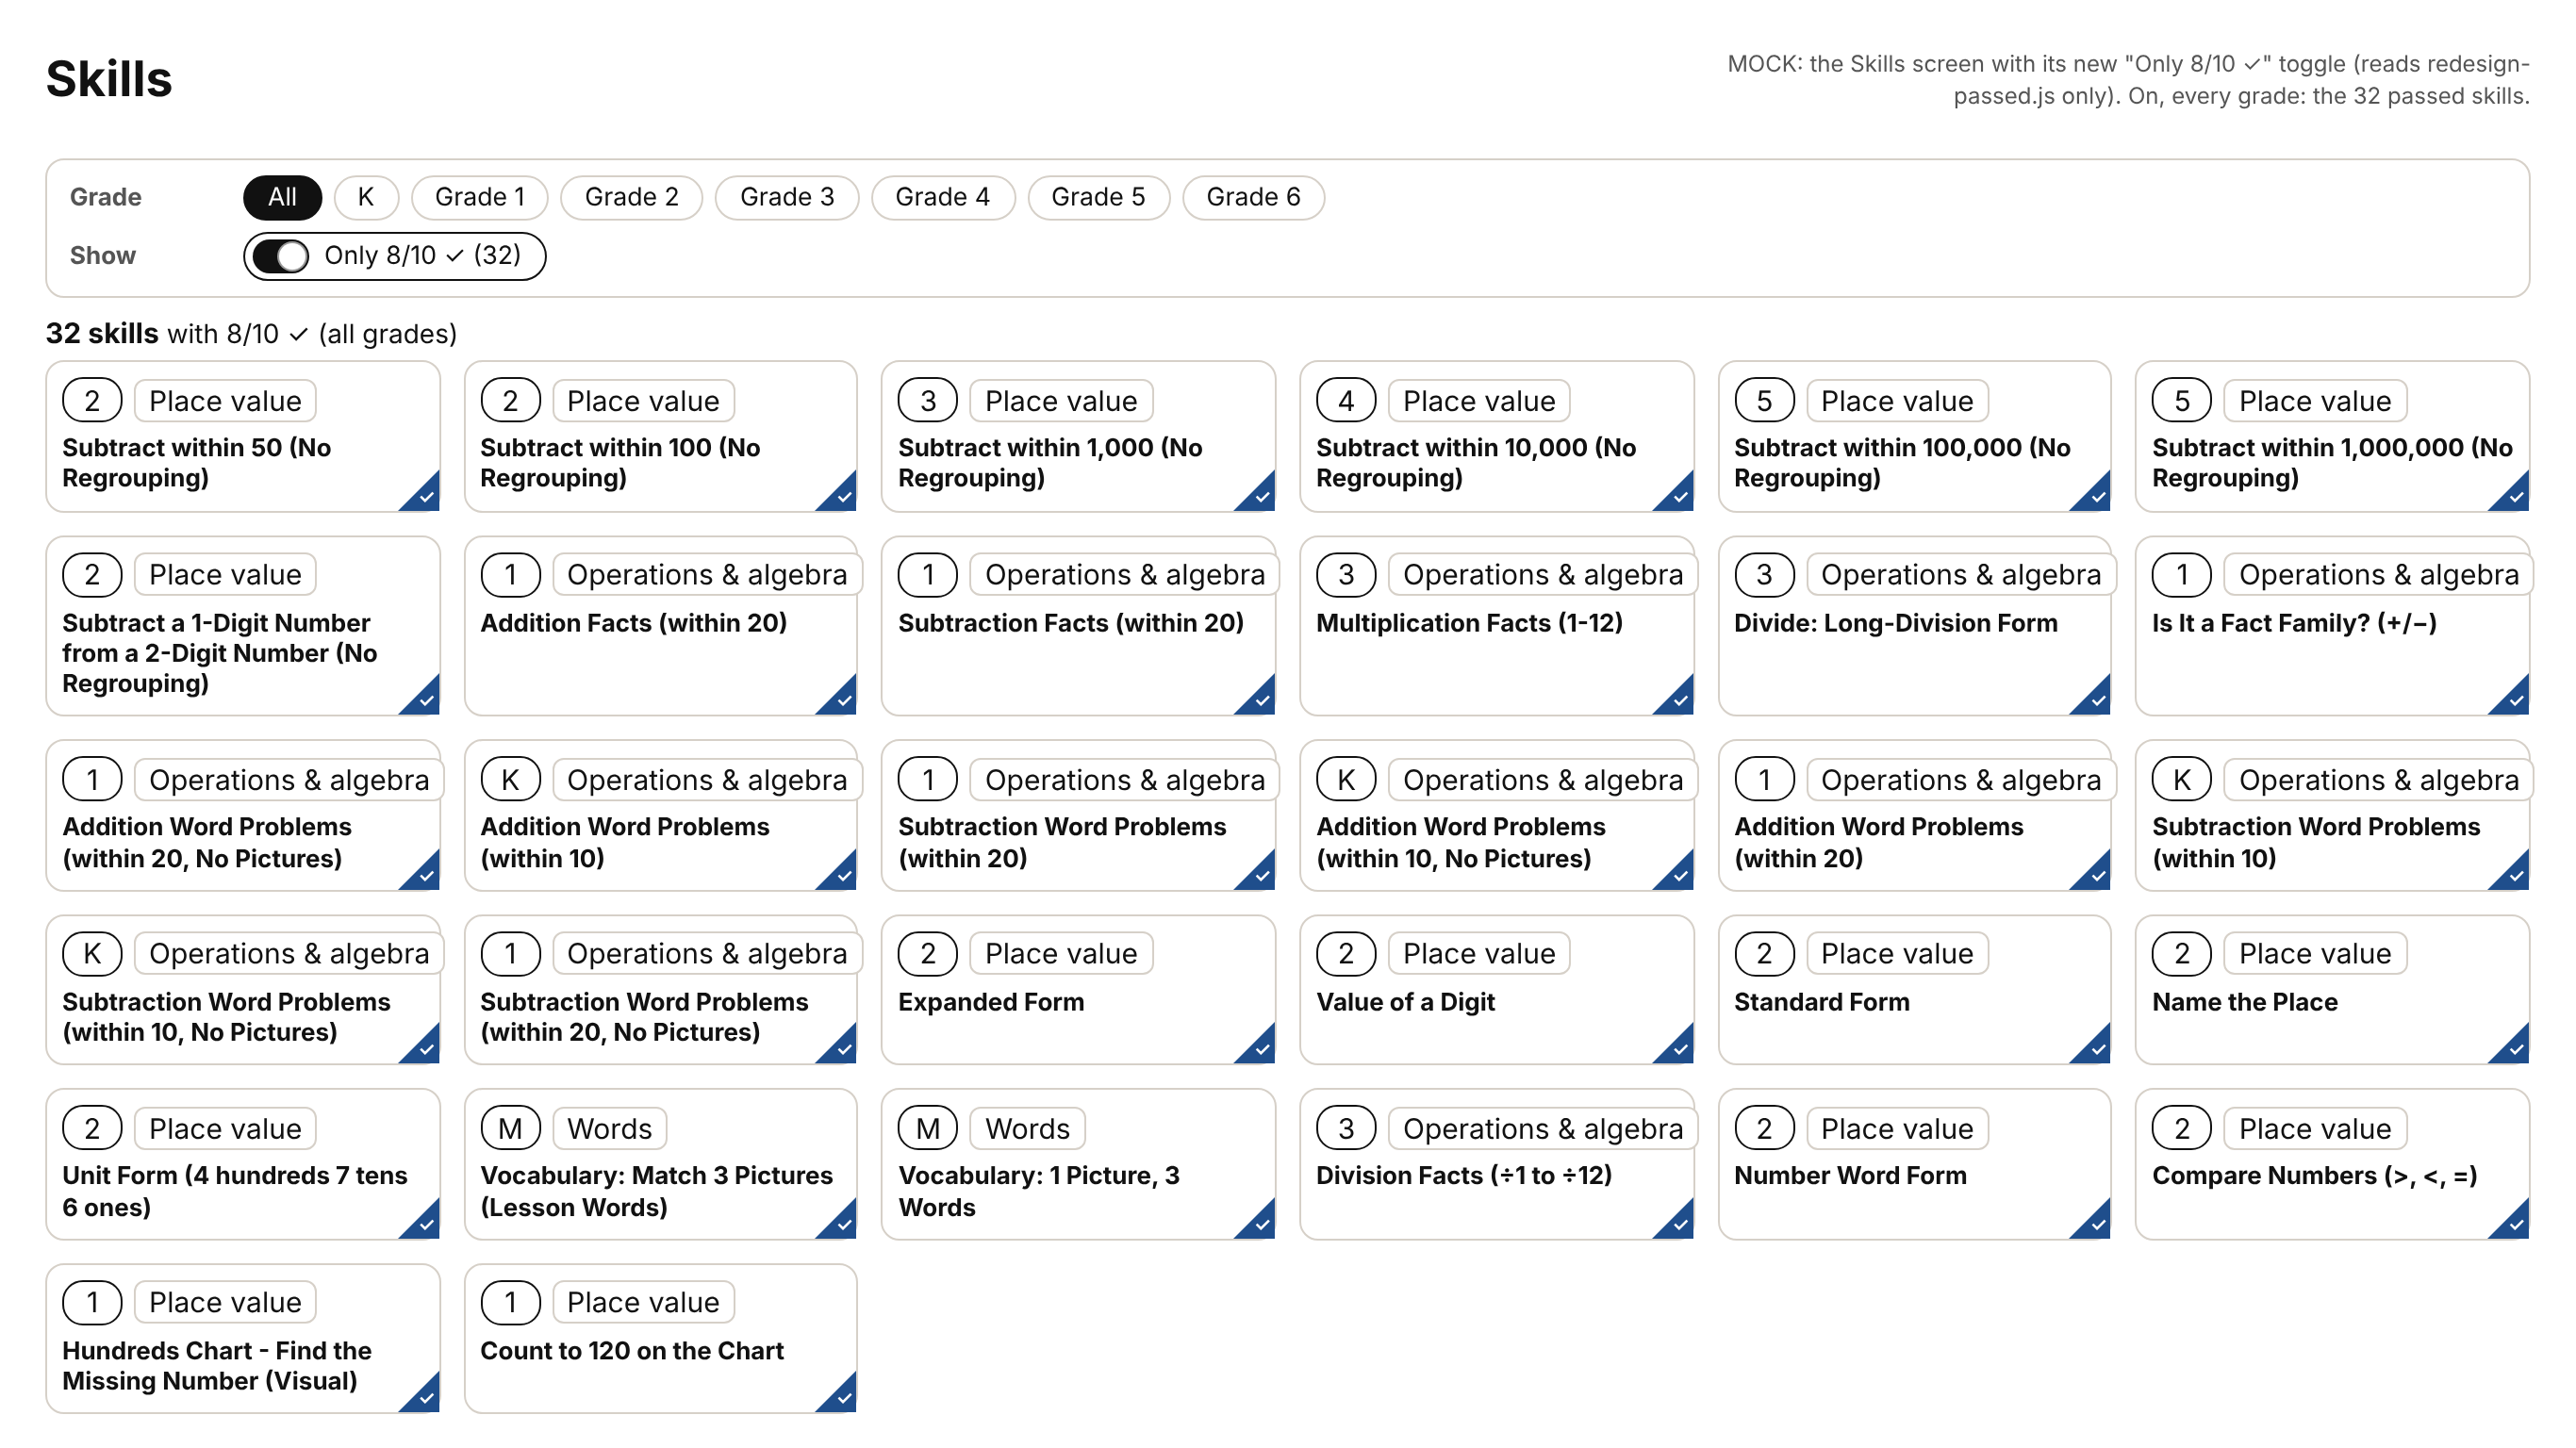 Skills
MOCK: the Skills screen with its new "Only 8/10 ✓" toggle (reads redesign-
passed.js only). On, every grade: the 32 passed skills.
Grade
All
K
Grade 1
Grade 2
Grade 3
Grade 4
Grade 5
Grade 6
Show
Only 8/10 ✓ (32)
32 skills with 8/10 ✓ (all grades)
2 Place value
Subtract within 50 (No
Regrouping)
2 Place value
Subtract within 100 (No
Regrouping)
3 Place value
Subtract within 1,000 (No
Regrouping)
4 Place value
Subtract within 10,000 (No
Regrouping)
5 Place value
Subtract within 100,000 (No
Regrouping)
5 Place value
Subtract within 1,000,000 (No
Regrouping)
2 Place value
Subtract a 1-Digit Number
from a 2-Digit Number (No
Regrouping)
1 Operations & algebra
Addition Facts (within 20)
1 Operations & algebra
Subtraction Facts (within 20)
3 Operations & algebra
Multiplication Facts (1-12)
3 Operations & algebra
Divide: Long-Division Form
1 Operations & algebra
Is It a Fact Family? (+/−)
1 Operations & algebra
Addition Word Problems
(within 20, No Pictures)
K Operations & algebra
Addition Word Problems
(within 10)
1 Operations & algebra
Subtraction Word Problems
(within 20)
K Operations & algebra
Addition Word Problems
(within 10, No Pictures)
1 Operations & algebra
Addition Word Problems
(within 20)
K Operations & algebra
Subtraction Word Problems
(within 10)
K Operations & algebra
Subtraction Word Problems
(within 10, No Pictures)
1 Operations & algebra
Subtraction Word Problems
(within 20, No Pictures)
2 Place value
Expanded Form
2 Place value
Value of a Digit
2 Place value
Standard Form
2 Place value
Name the Place
2 Place value
Unit Form (4 hundreds 7 tens
6 ones)
M Words
Vocabulary: Match 3 Pictures
(Lesson Words)
M Words
Vocabulary: 1 Picture, 3
Words
3 Operations & algebra
Division Facts (÷1 to ÷12)
2 Place value
Number Word Form
2 Place value
Compare Numbers (>, <, =)
1 Place value
Hundreds Chart - Find the
Missing Number (Visual)
1 Place value
Count to 120 on the Chart